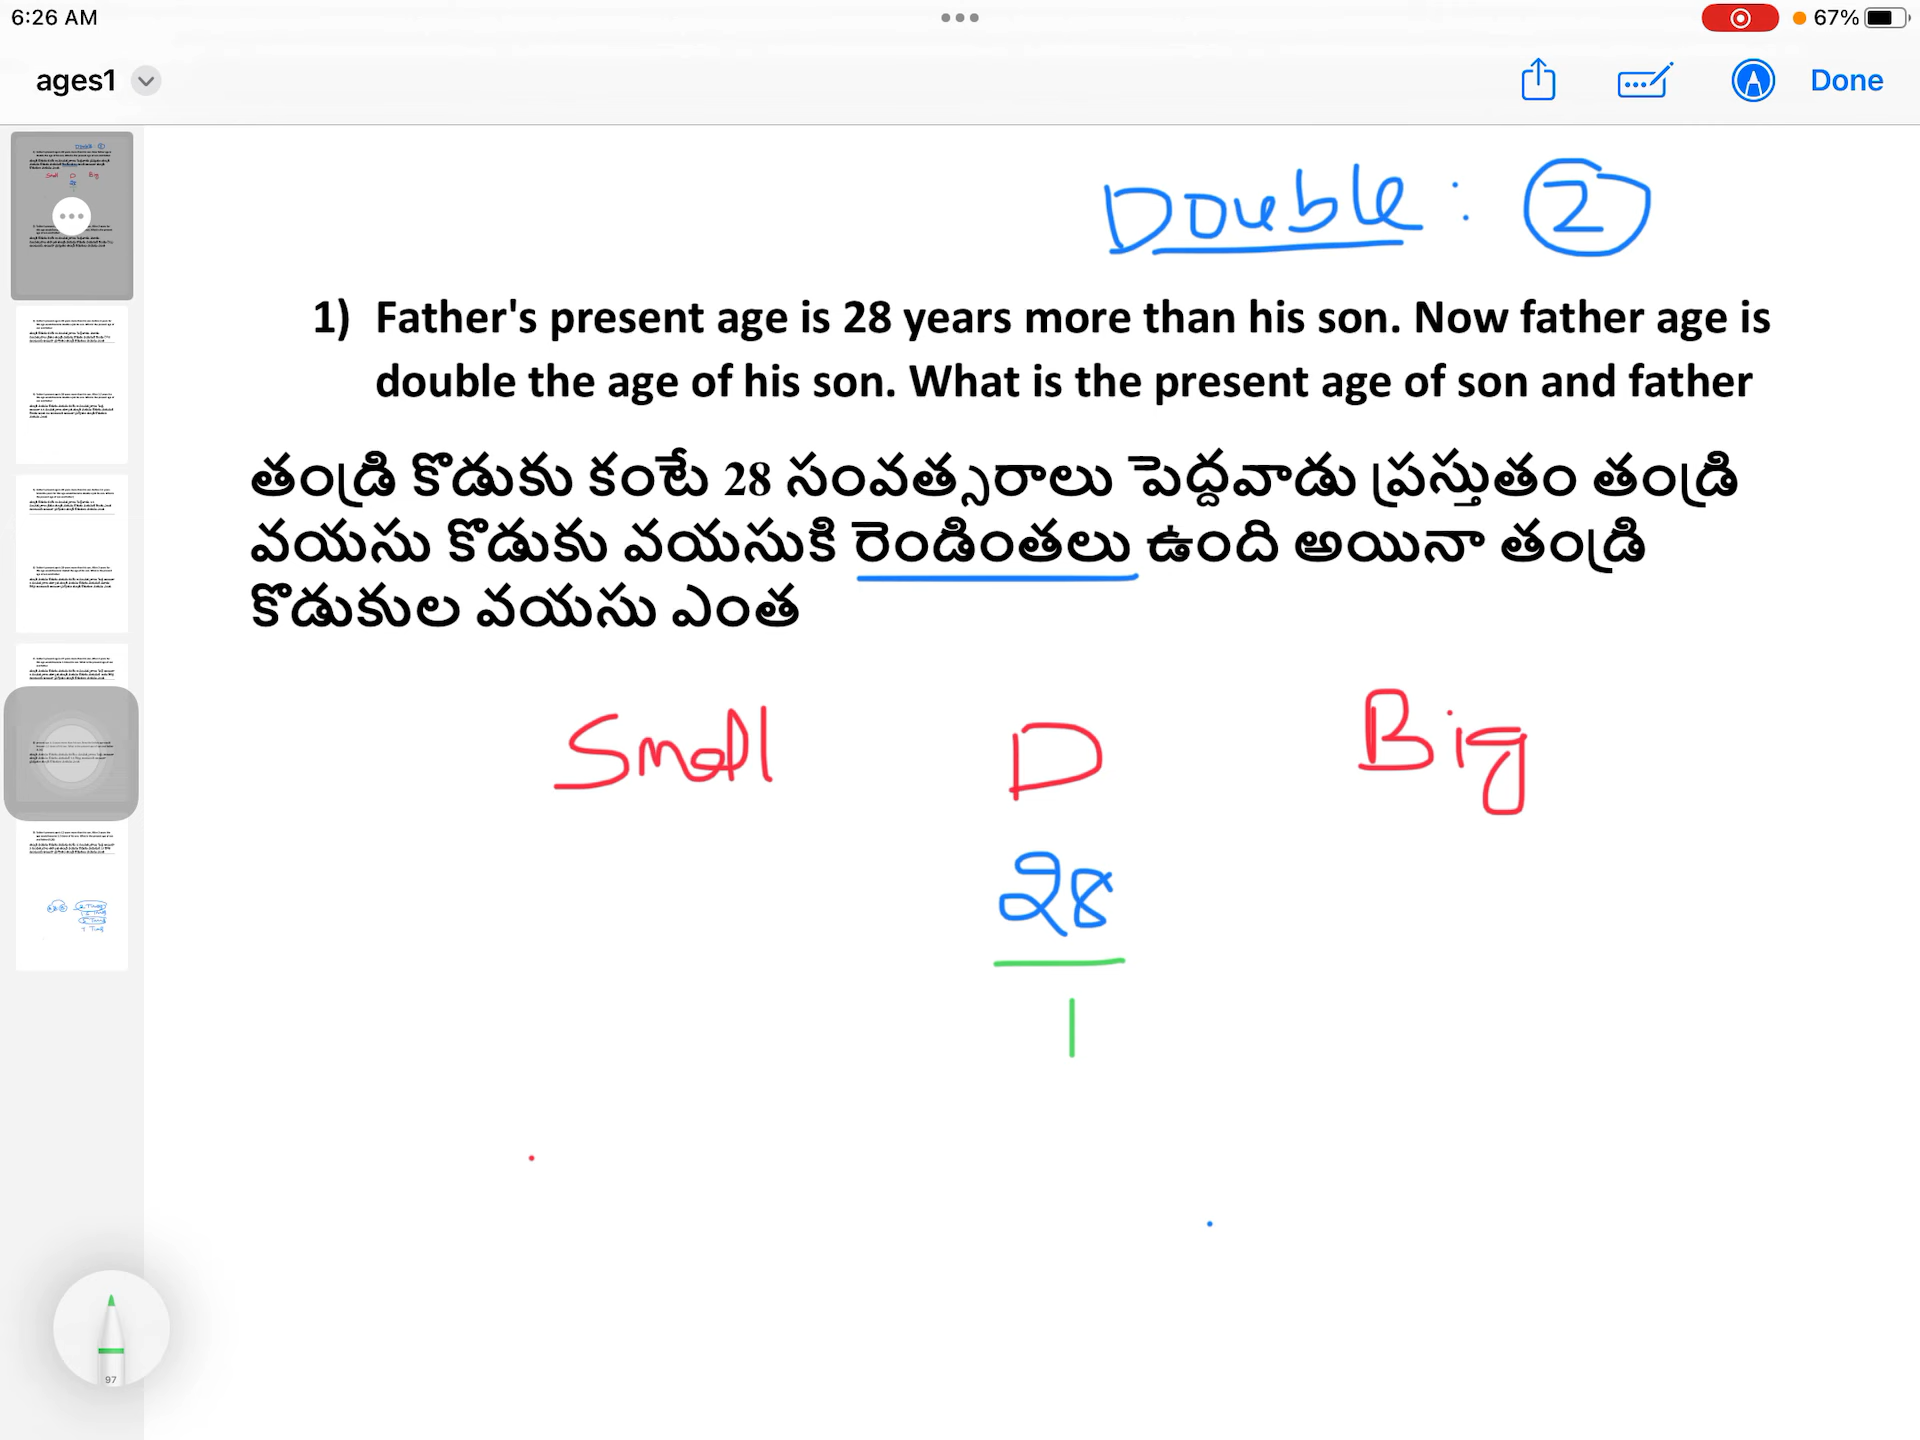 6:26 AM
67%
ages1
Done
Double : 2
1) Father's present age is 28 years more than his son. Now father age is
double the age of his son. What is the present age of son and father
తండ్రి కొడుకు కంటే 28 సంవత్సరాలు పెద్దవాడు ప్రస్తుతం తండ్రి
వయసు కొడుకు వయసుకి రెండింతలు ఉంది అయినా తండ్రి
కొడుకుల వయసు ఎంత
Small D Big
28
1
97